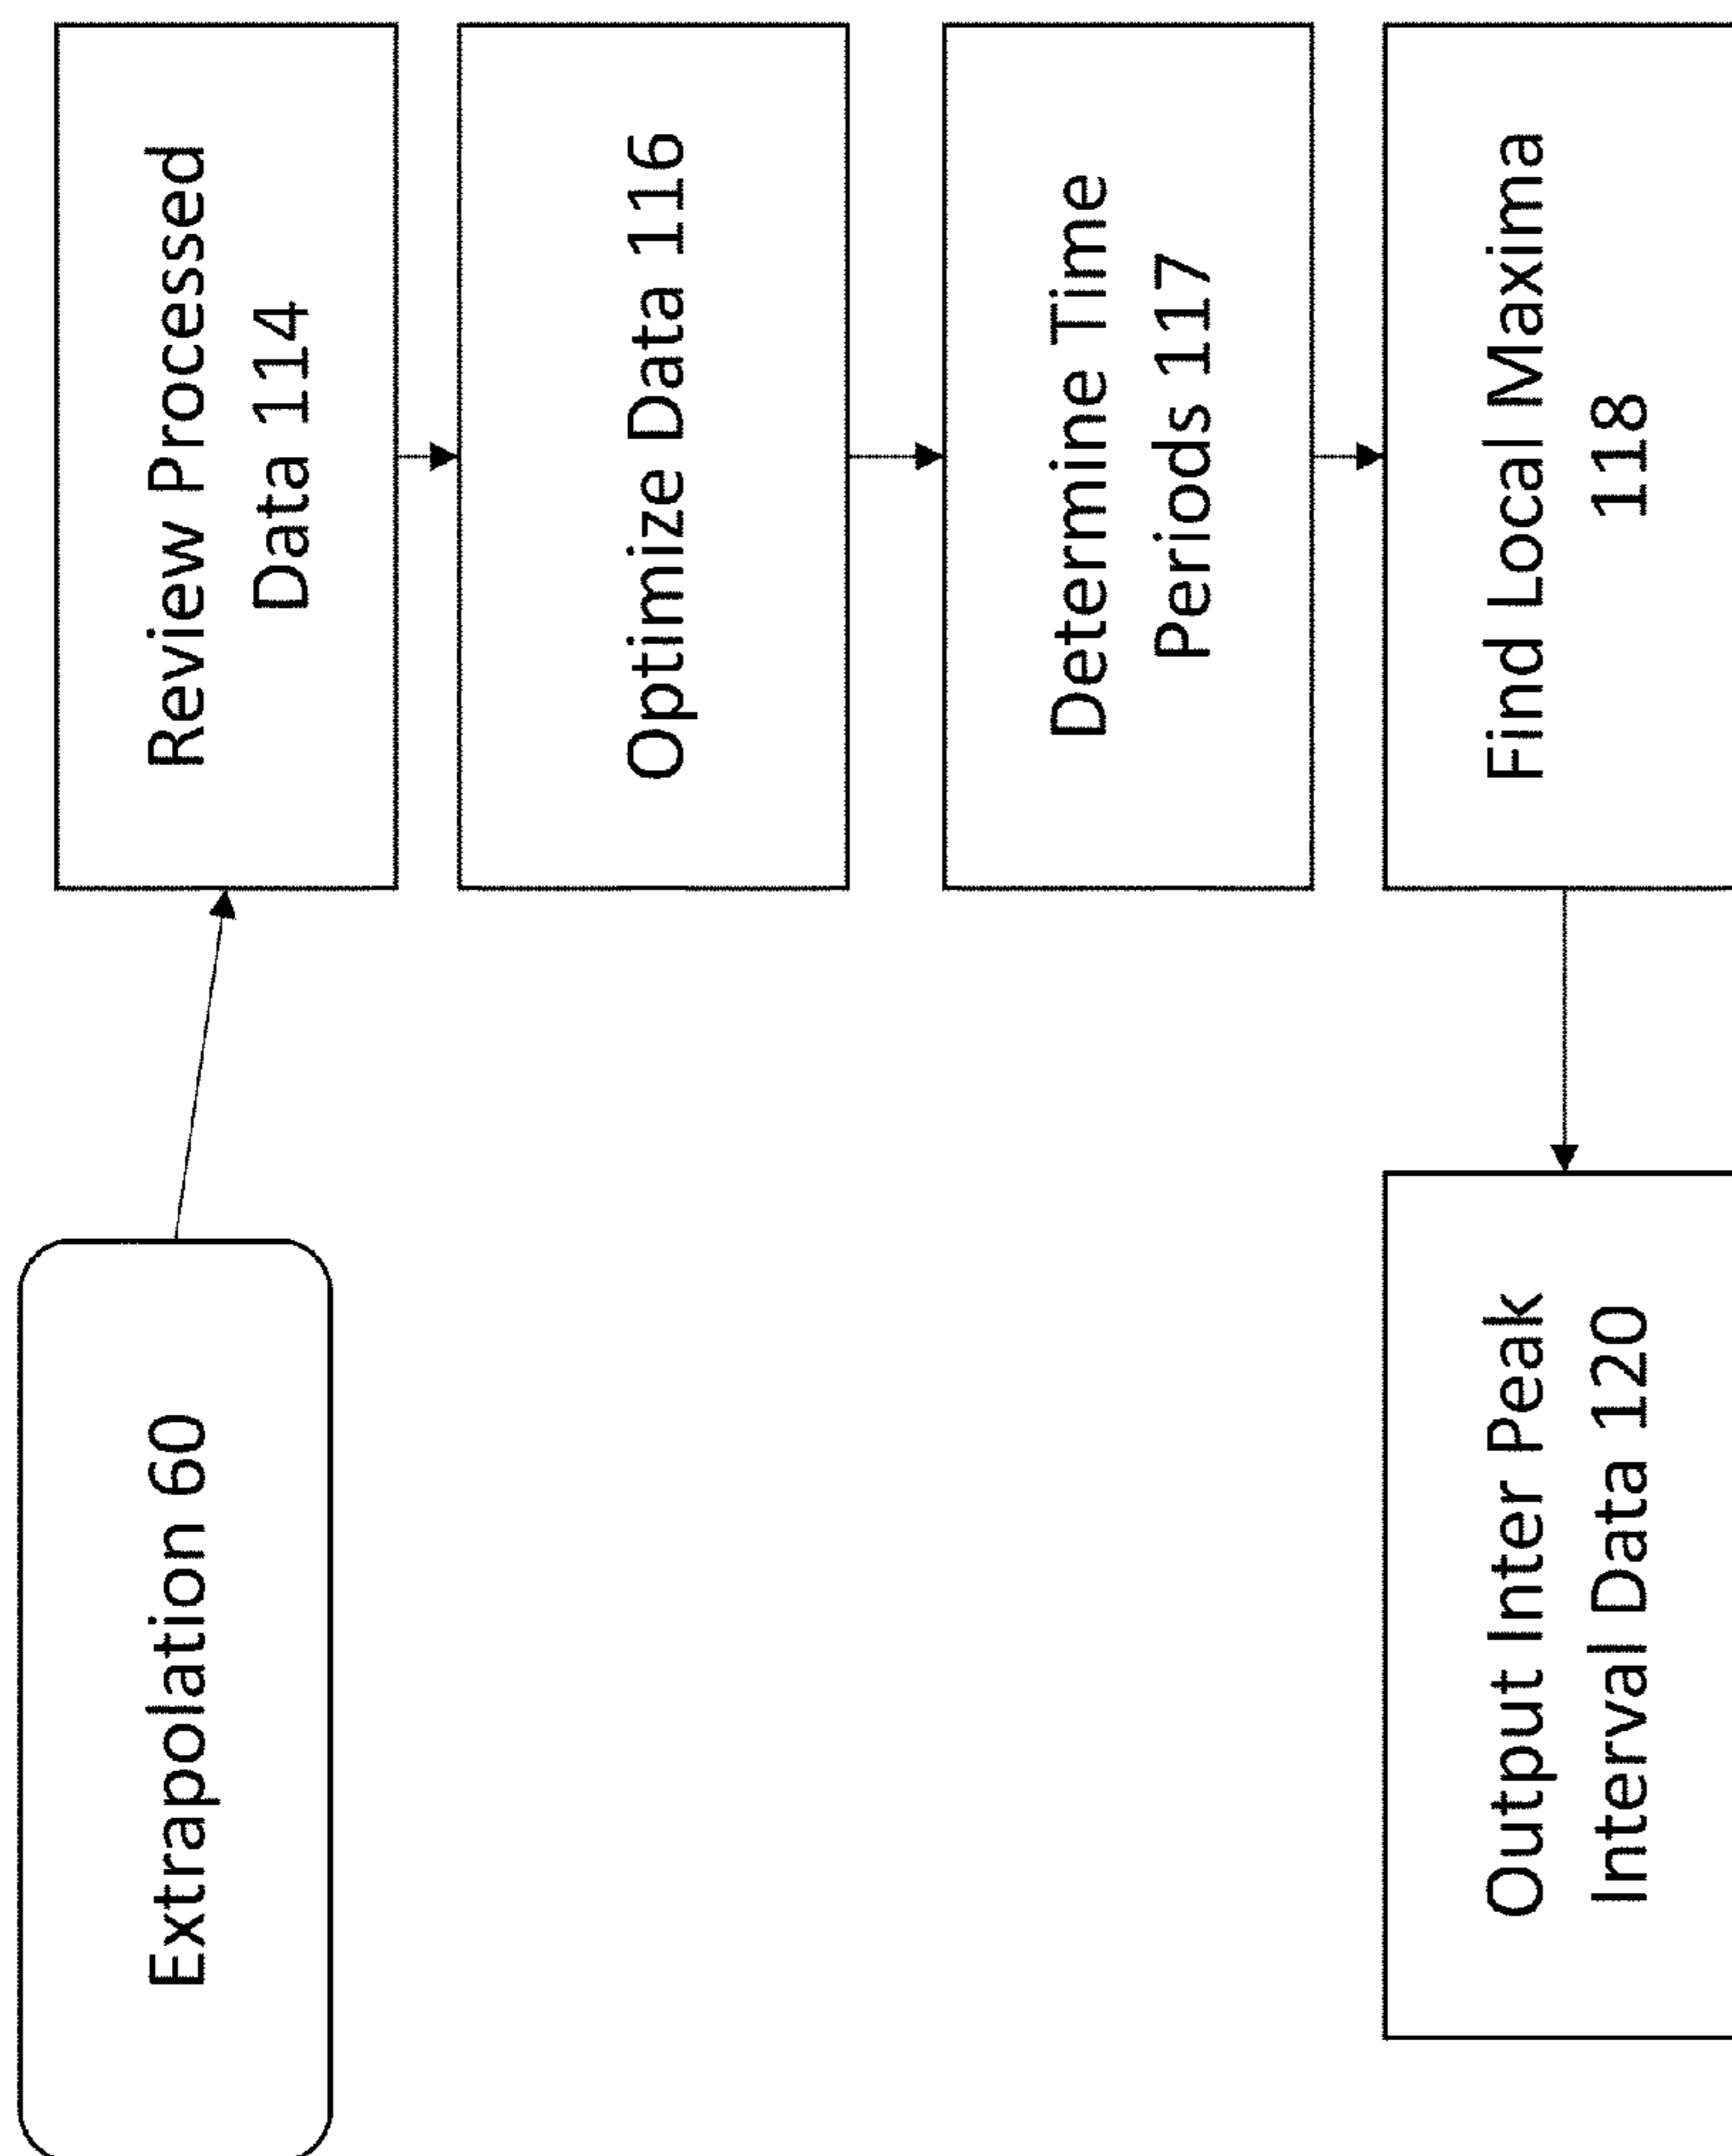 Extrapolation 60
Review Processed
Data 114
Optimize Data 116
Determine Time
Periods 117
Find Local Maxima
118
Output Inter Peak
Interval Data 120